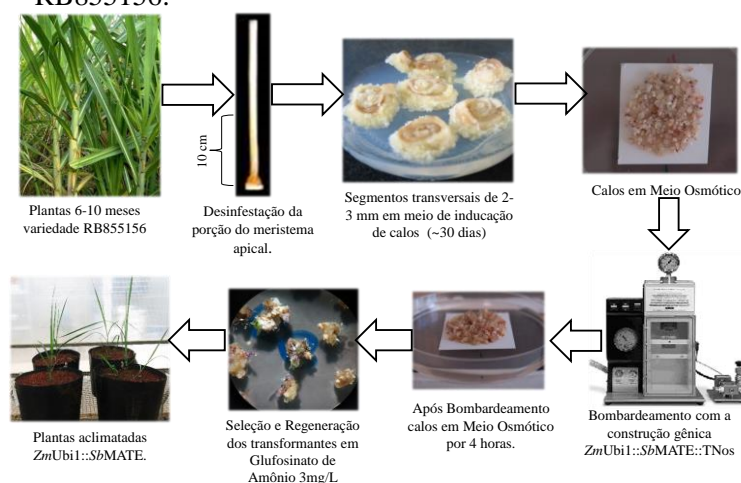 RB855156.
10 cm
Plantas 6-10 meses
variedade RB855156
Desinfestação da
porção do meristema
apical.
Segmentos transversais de 2-
3 mm em meio de inducação
de calos (~30 dias)
Calos em Meio Osmótico
Bombardeamento com a
construção gênica
ZmUbi1::SbMATE::TNos
Após Bombardeamento
calos em Meio Osmótico
por 4 horas.
Seleção e Regeneração
dos transformantes em
Glufosinato de
Amônio 3mg/L
Plantas aclimatadas
ZmUbi1::SbMATE.